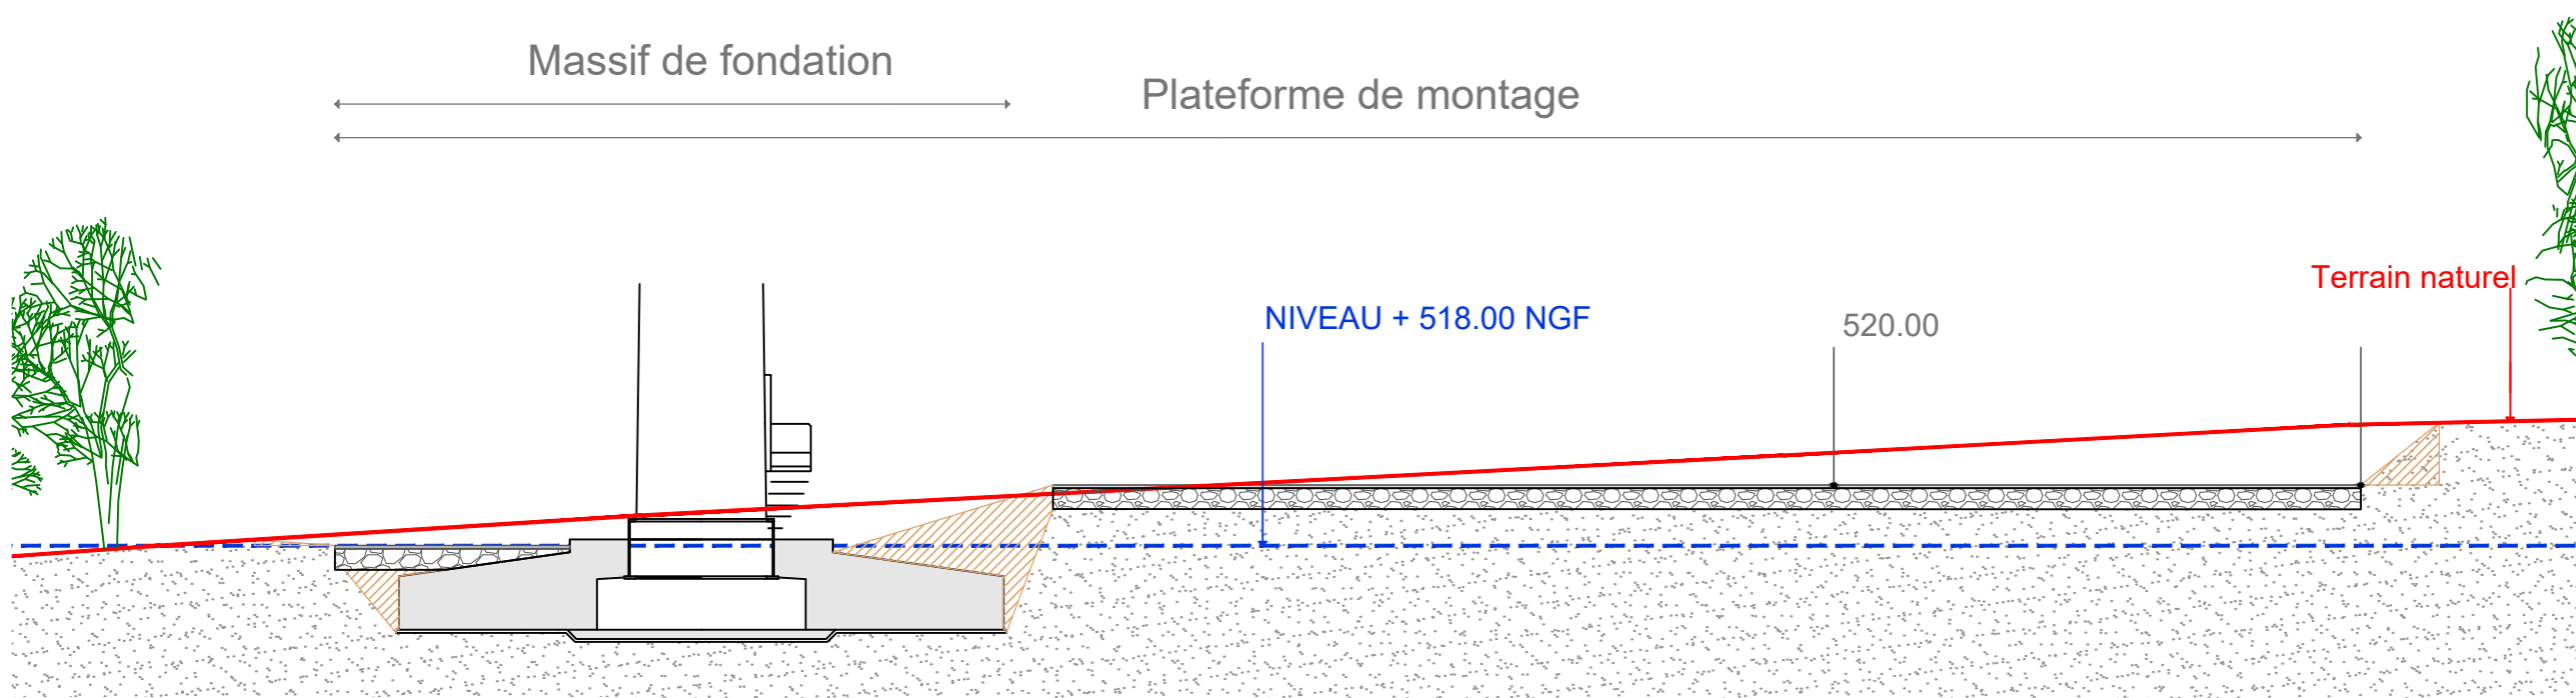 Massif de fondation
Plateforme de montage
Terrain naturel
NIVEAU + 518.00 NGF
520.00